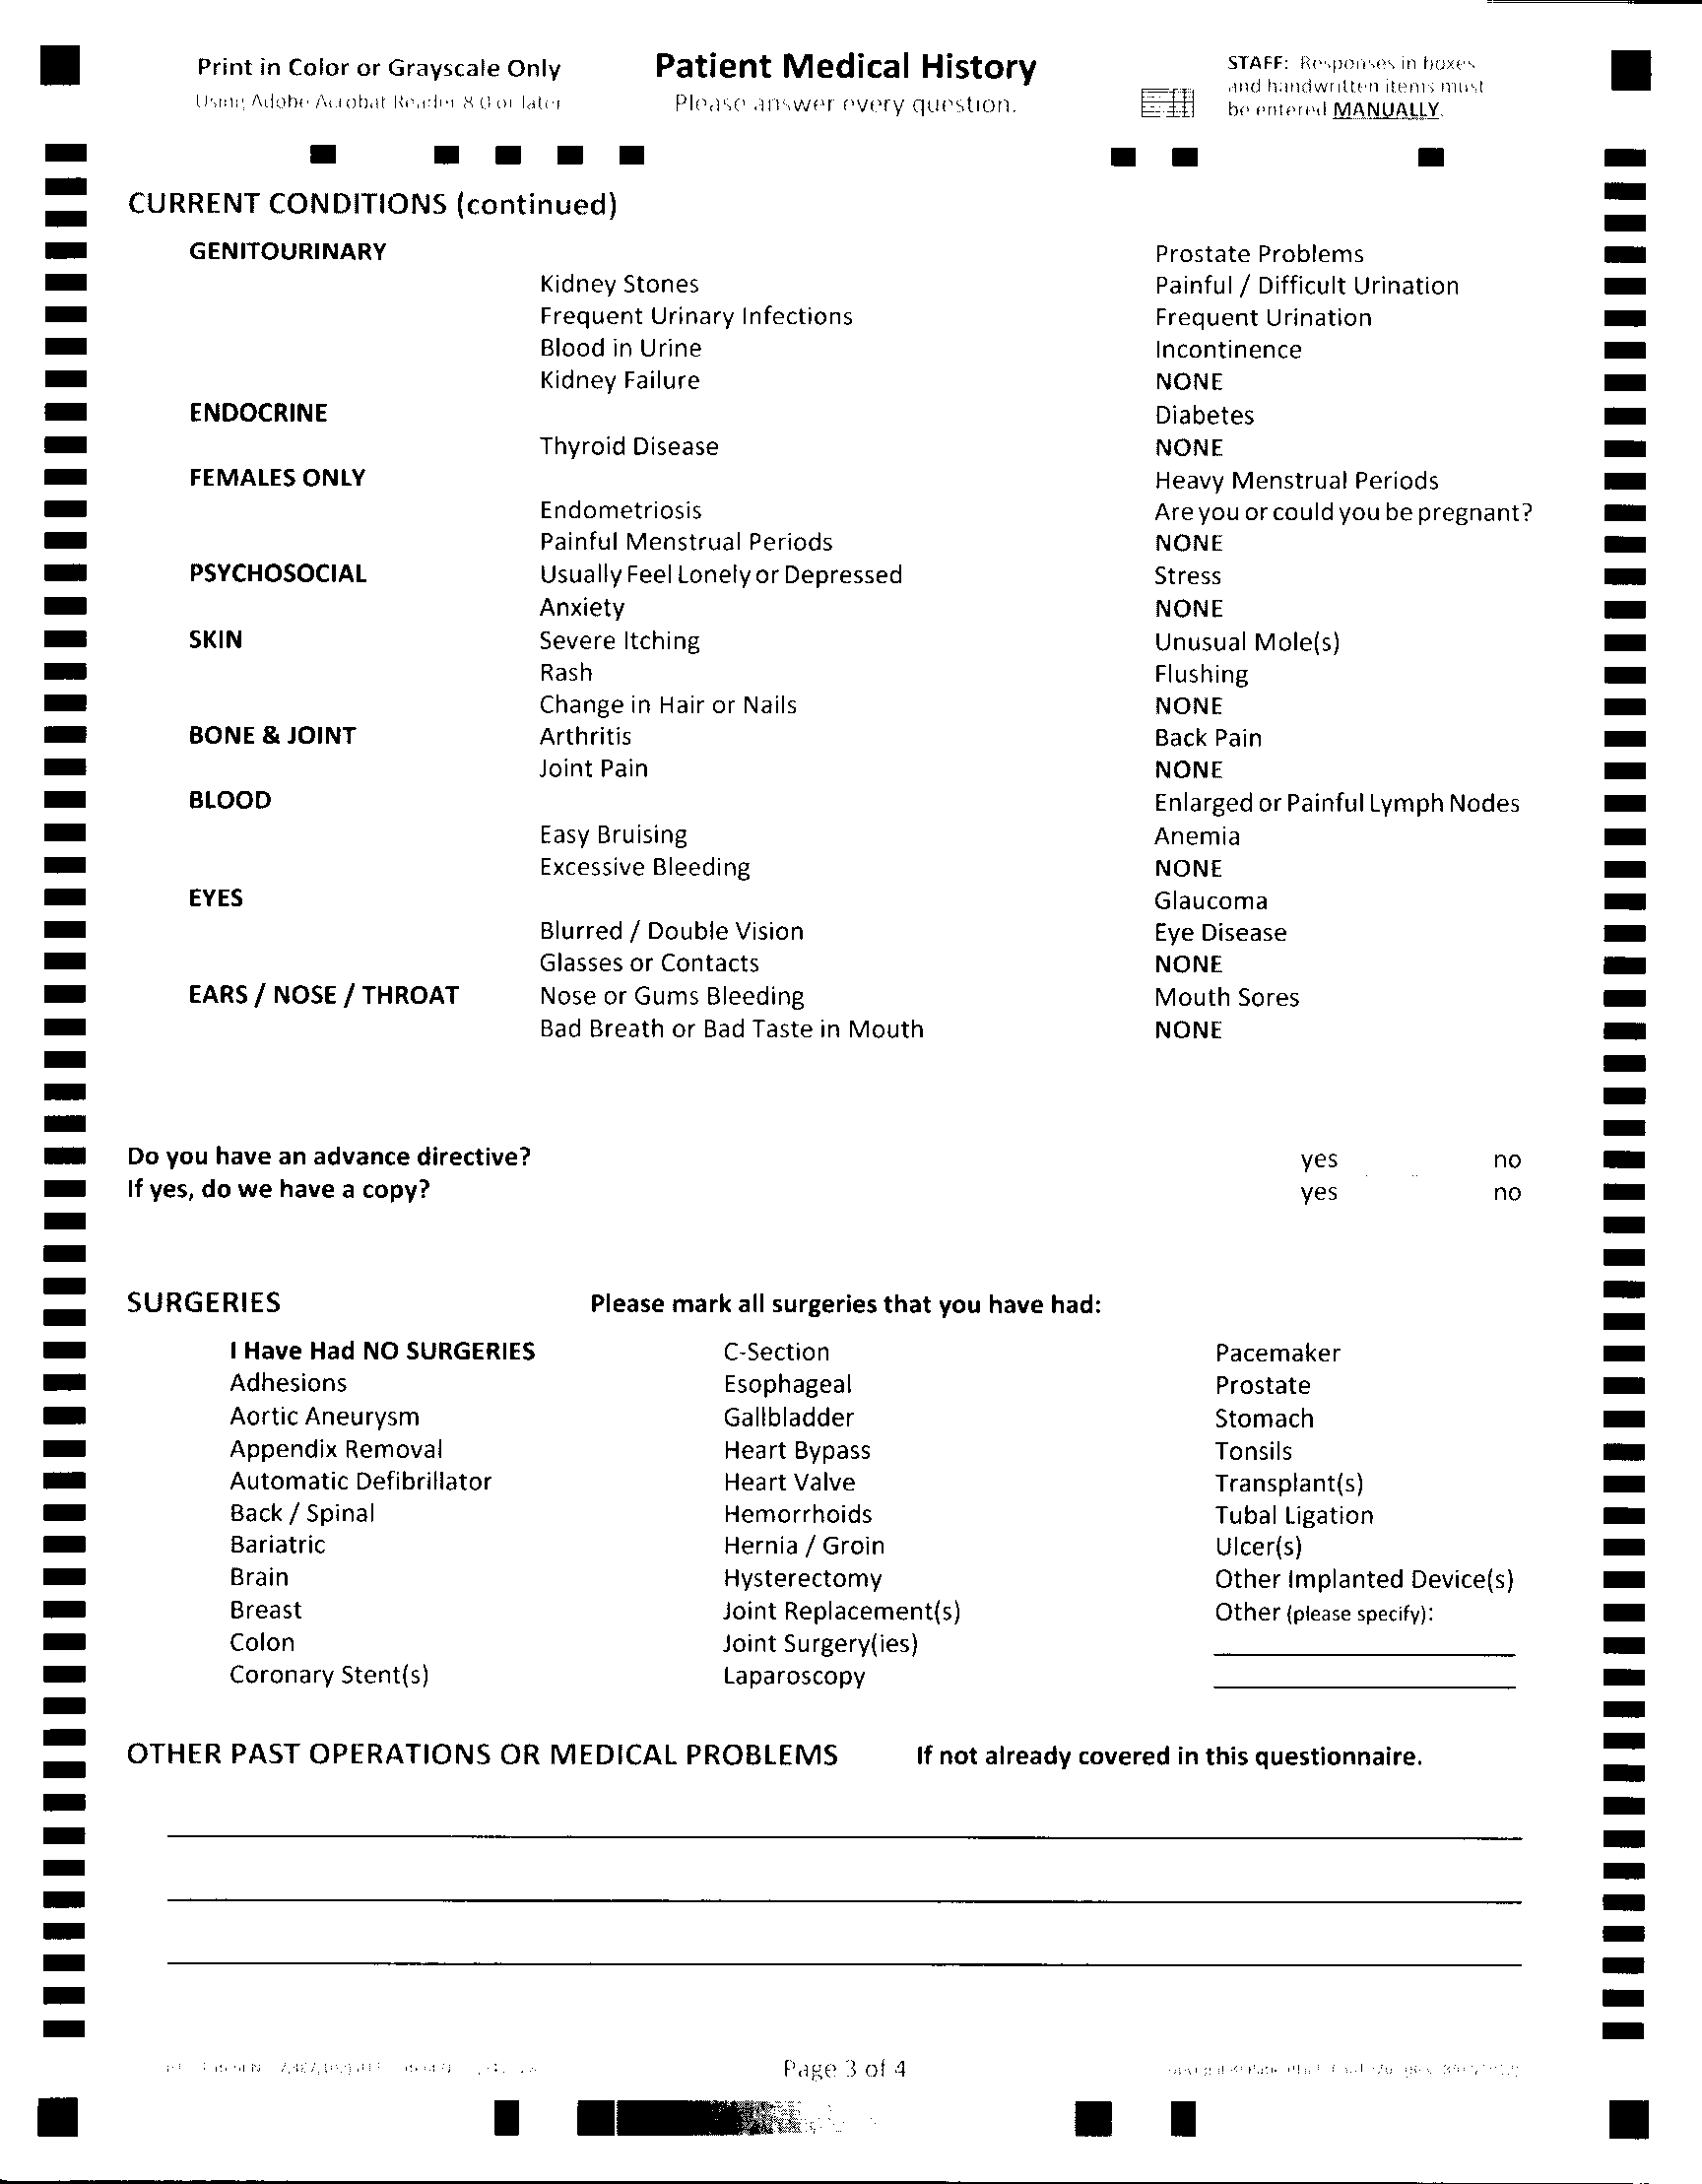 Print in Color or Grayscale Only
Using Adobe Acrobat Reader 8.0 or later
Patient Medical History
Please answer every question.
STAFF: Responses in boxes
and handwritten items must
be entered MANUALLY.
CURRENT CONDITIONS (continued)
GENITOURINARY Prostate Problems
Kidney Stones Painful / Difficult Urination
Frequent Urinary Infections Frequent Urination
Blood in Urine Incontinence
Kidney Failure NONE
ENDOCRINE Diabetes
Thyroid Disease NONE
FEMALES ONLY Heavy Menstrual Periods
Endometriosis Are you or could you be pregnant?
Painful Menstrual Periods NONE
PSYCHOSOCIAL Usually Feel Lonely or Depressed Stress
Anxiety NONE
SKIN Severe Itching Unusual Mole(s)
Rash Flushing
Change in Hair or Nails NONE
BONE & JOINT Arthritis Back Pain
Joint Pain NONE
BLOOD Enlarged or Painful Lymph Nodes
Easy Bruising Anemia
Excessive Bleeding NONE
EYES Glaucoma
Blurred / Double Vision Eye Disease
Glasses or Contacts NONE
EARS / NOSE / THROAT Nose or Gums Bleeding Mouth Sores
Bad Breath or Bad Taste in Mouth NONE
Do you have an advance directive? yes no
If yes, do we have a copy? yes no
SURGERIES Please mark all surgeries that you have had:
I Have Had NO SURGERIES C-Section Pacemaker
Adhesions Esophageal Prostate
Aortic Aneurysm Gallbladder Stomach
Appendix Removal Heart Bypass Tonsils
Automatic Defibrillator Heart Valve Transplant(s)
Back / Spinal Hemorrhoids Tubal Ligation
Bariatric Hernia / Groin Ulcer(s)
Brain Hysterectomy Other Implanted Device(s)
Breast Joint Replacement(s) Other (please specify):
Colon Joint Surgery(ies)
Coronary Stent(s) Laparoscopy
OTHER PAST OPERATIONS OR MEDICAL PROBLEMS If not already covered in this questionnaire.
Page 3 of 4